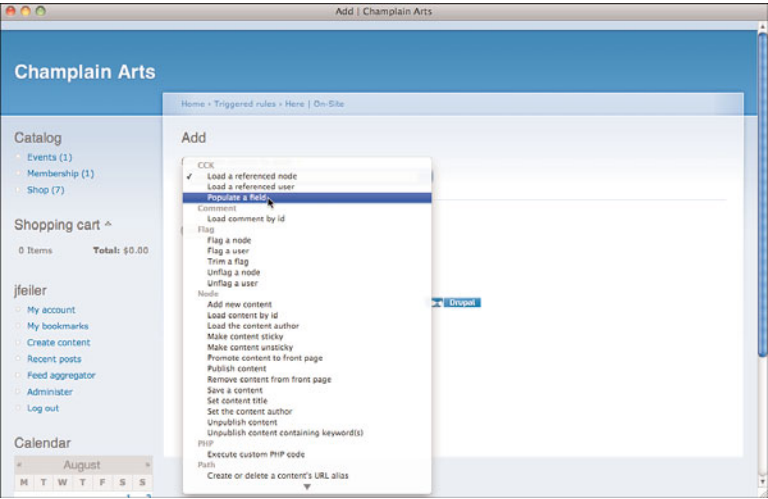 Add | Champlain Arts
Champlain Arts
Home » Triggered rules » Here | On-Site
Catalog
Events (1)
Membership (1)
Shop (7)
Shopping cart
0 Items Total: $0.00
jfeiler
My account
My bookmarks
Create content
Recent posts
Feed aggregator
Administer
Log out
Calendar
« August »
M T W T F S S
1 2
Add
CCK
✓ Load a referenced node
Load a referenced user
Populate a field
Comment
Load comment by id
Flag
Flag a node
Flag a user
Trim a flag
Unflag a node
Unflag a user
Node
Add new content
Load content by id
Load the content author
Make content sticky
Make content unsticky
Promote content to front page
Publish content
Remove content from front page
Save a content
Set content title
Set the content author
Unpublish content
Unpublish content containing keyword(s)
PHP
Execute custom PHP code
Path
Create or delete a content's URL alias
Drupal